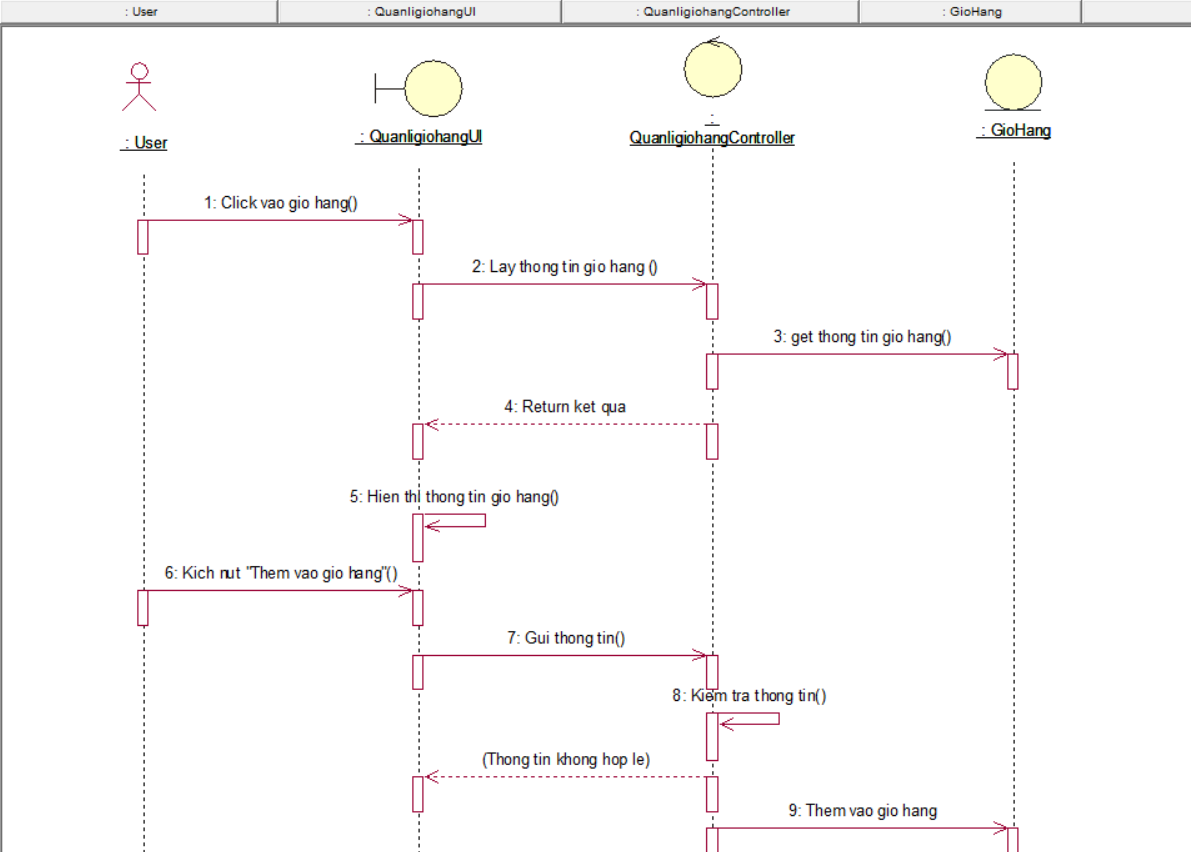 : User
: QuanligiohangUI
: QuanligiohangController
: GioHang
: User
: QuanligiohangUI
:
QuanligiohangController
: GioHang
1: Click vao gio hang()
2: Lay thong tin gio hang ()
3: get thong tin gio hang()
4: Return ket qua
5: Hien thi thong tin gio hang()
6: Kich nut "Them vao gio hang"()
7: Gui thong tin()
8: Kiem tra thong tin()
(Thong tin khong hop le)
9: Them vao gio hang